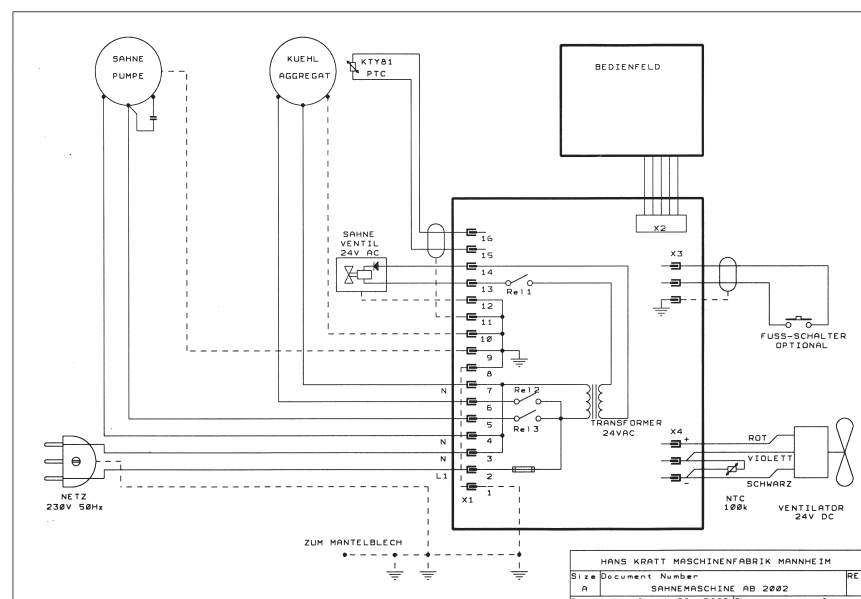 SAHNE
PUMPE
KUEHL
AGGREGAT
KTY81
PTC
BEDIENFELD
X2
SAHNE
VENTIL
24V AC
16
15
14
13
Rel1
12
11
10
9
8
7
N
Rel2
6
5
Rel3
4
N
3
N
2
L1
1
X1
TRANSFORMER
24VAC
X3
FUSS-SCHALTER
OPTIONAL
X4
+
-
ROT
VIOLETT
SCHWARZ
NTC
100k
VENTILATOR
24V DC
NETZ
230V 50Hz
ZUM MANTELBLECH
HANS KRATT MASCHINENFABRIK MANNHEIM
Size Document Number
RE
A
SAHNEMASCHINE AB 2002